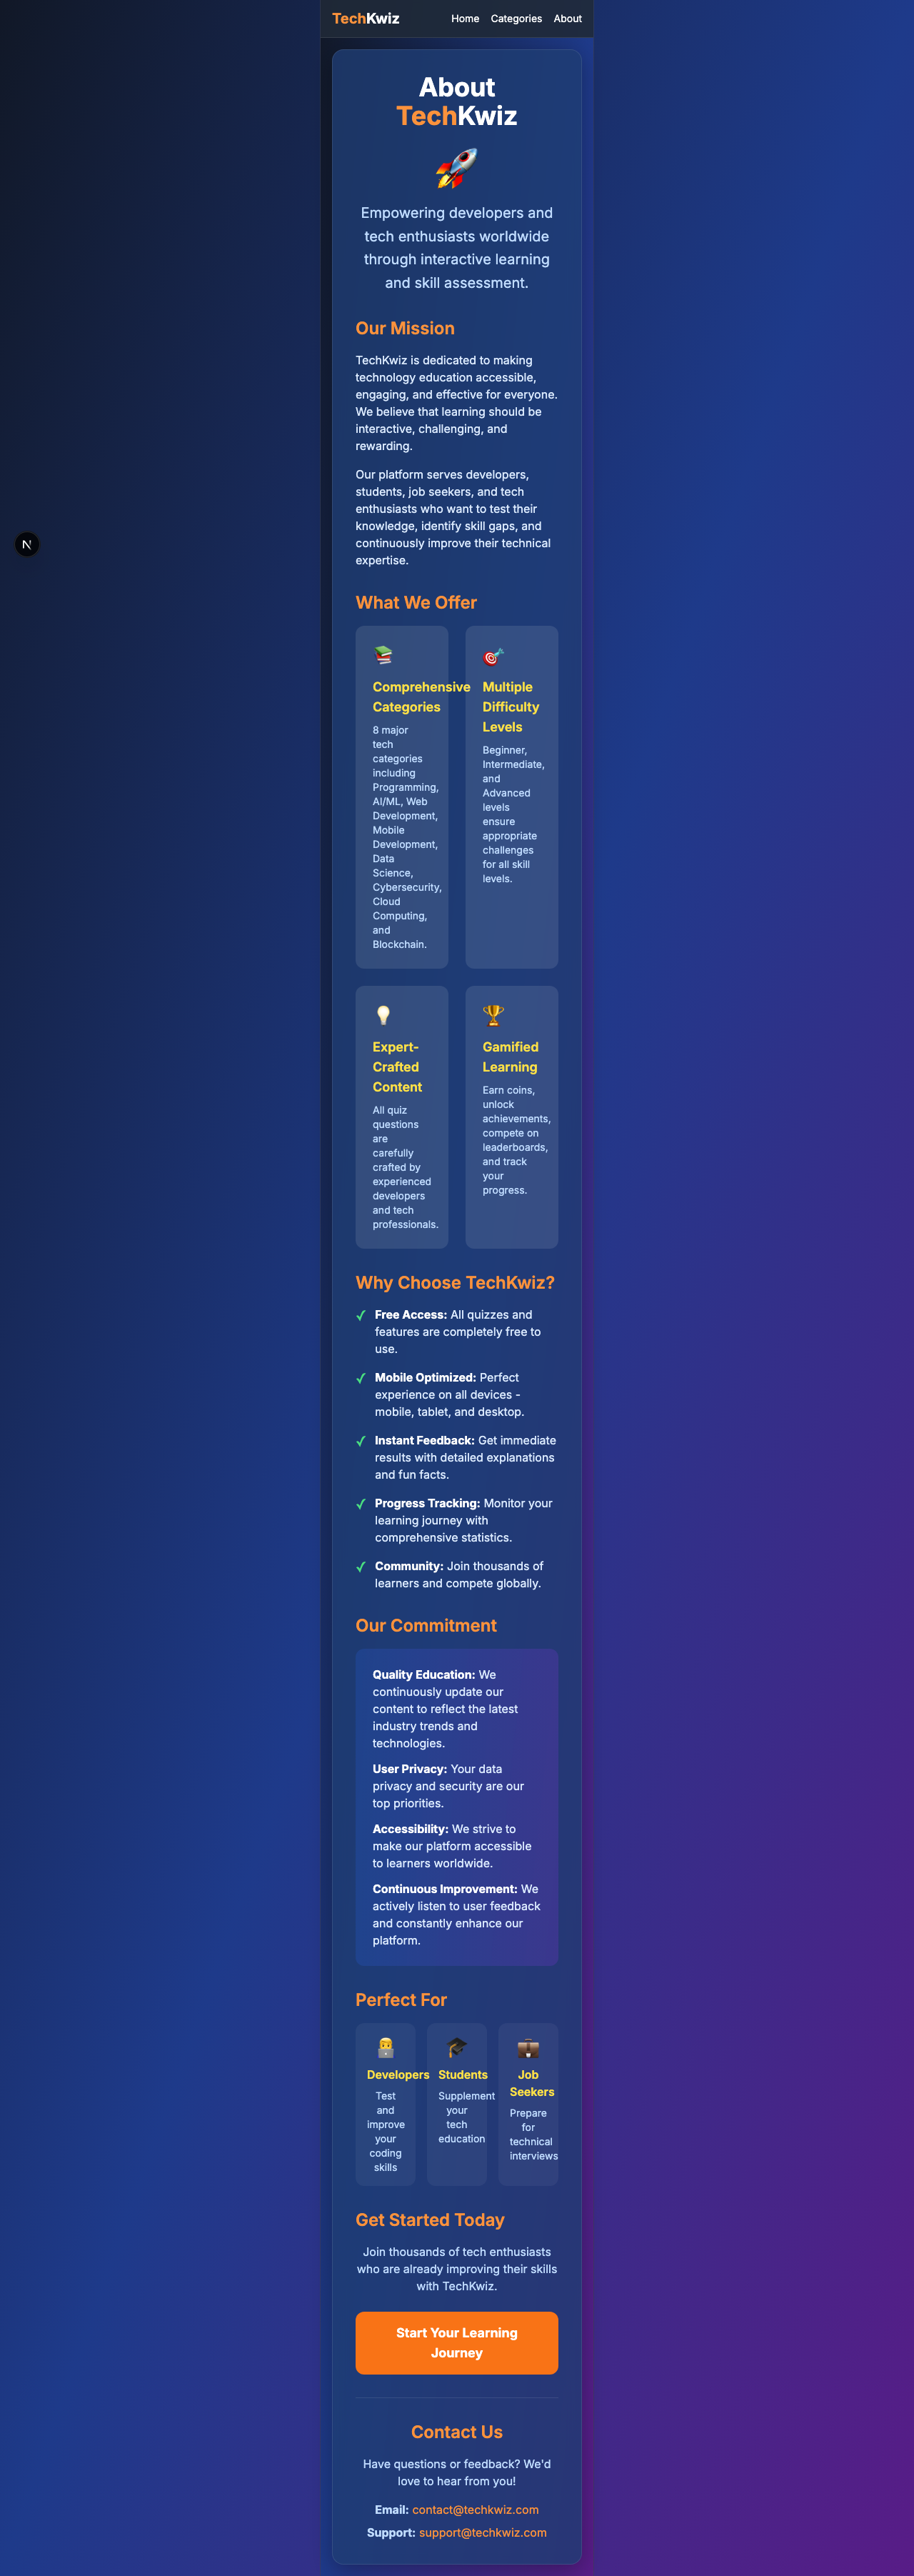 TechKwiz
Home Categories About
About
TechKwiz
Empowering developers and
tech enthusiasts worldwide
through interactive learning
and skill assessment.
Our Mission
TechKwiz is dedicated to making
technology education accessible,
engaging, and effective for everyone.
We believe that learning should be
interactive, challenging, and
rewarding.
Our platform serves developers,
students, job seekers, and tech
enthusiasts who want to test their
knowledge, identify skill gaps, and
continuously improve their technical
expertise.
N
What We Offer
Comprehensive
Categories
8 major
tech
categories
including
Programming,
AI/ML, Web
Development,
Mobile
Development,
Data
Science,
Cybersecurity,
Cloud
Computing,
and
Blockchain.
Multiple
Difficulty
Levels
Beginner,
Intermediate,
and
Advanced
levels
ensure
appropriate
challenges
for all skill
levels.
Expert-
Crafted
Content
All quiz
questions
are
carefully
crafted by
experienced
developers
and tech
professionals.
Gamified
Learning
Earn coins,
unlock
achievements,
compete on
leaderboards,
and track
your
progress.
Why Choose TechKwiz?
✓ Free Access: All quizzes and
features are completely free to
use.
✓ Mobile Optimized: Perfect
experience on all devices -
mobile, tablet, and desktop.
✓ Instant Feedback: Get immediate
results with detailed explanations
and fun facts.
✓ Progress Tracking: Monitor your
learning journey with
comprehensive statistics.
✓ Community: Join thousands of
learners and compete globally.
Our Commitment
Quality Education: We
continuously update our
content to reflect the latest
industry trends and
technologies.
User Privacy: Your data
privacy and security are our
top priorities.
Accessibility: We strive to
make our platform accessible
to learners worldwide.
Continuous Improvement: We
actively listen to user feedback
and constantly enhance our
platform.
Perfect For
Developers
Test
and
improve
your
coding
skills
Students
Supplement
your
tech
education
Job
Seekers
Prepare
for
technical
interviews
Get Started Today
Join thousands of tech enthusiasts
who are already improving their skills
with TechKwiz.
Start Your Learning
Journey
Contact Us
Have questions or feedback? We'd
love to hear from you!
Email: contact@techkwiz.com
Support: support@techkwiz.com